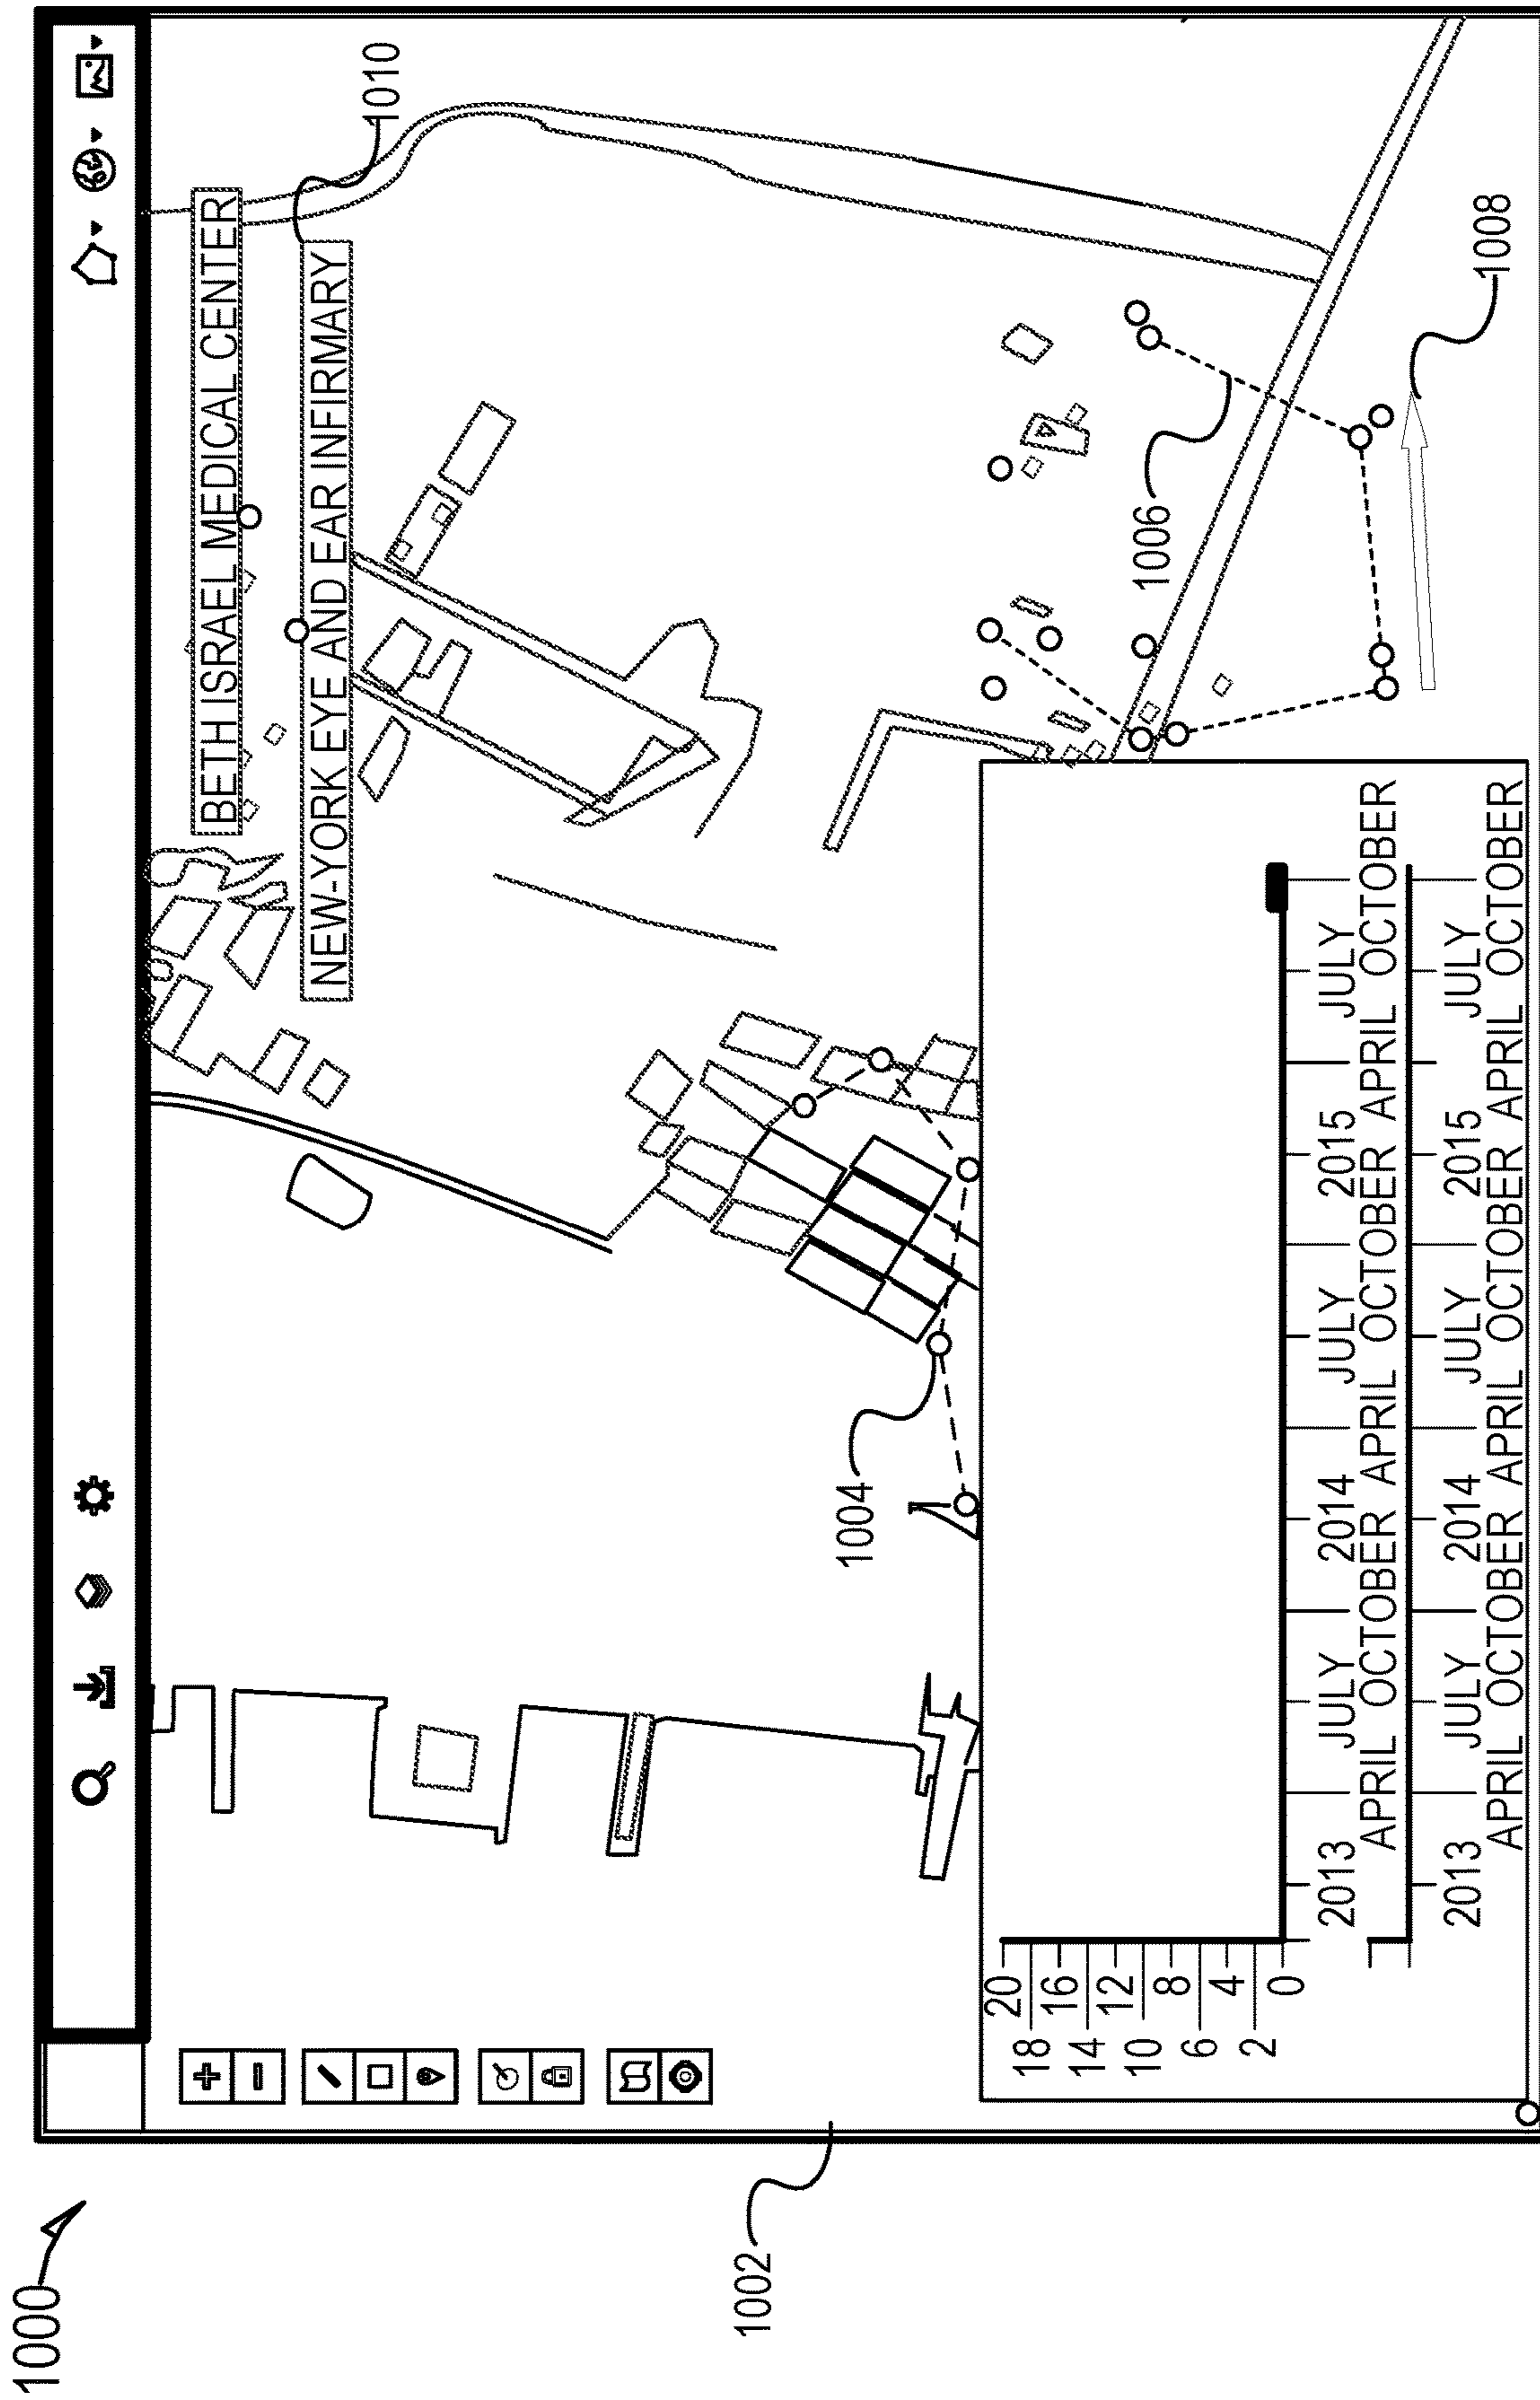 1000
BETH ISRAEL MEDICAL CENTER
NEW-YORK EYE AND EAR INFIRMARY
1010
1002
1004
1006
1008
20
18
16
14
12
10
8
6
4
2
0
2013 JULY 2014 JULY 2015 JULY
APRIL OCTOBER APRIL OCTOBER APRIL OCTOBER
2013 JULY 2014 JULY 2015 JULY
APRIL OCTOBER APRIL OCTOBER APRIL OCTOBER